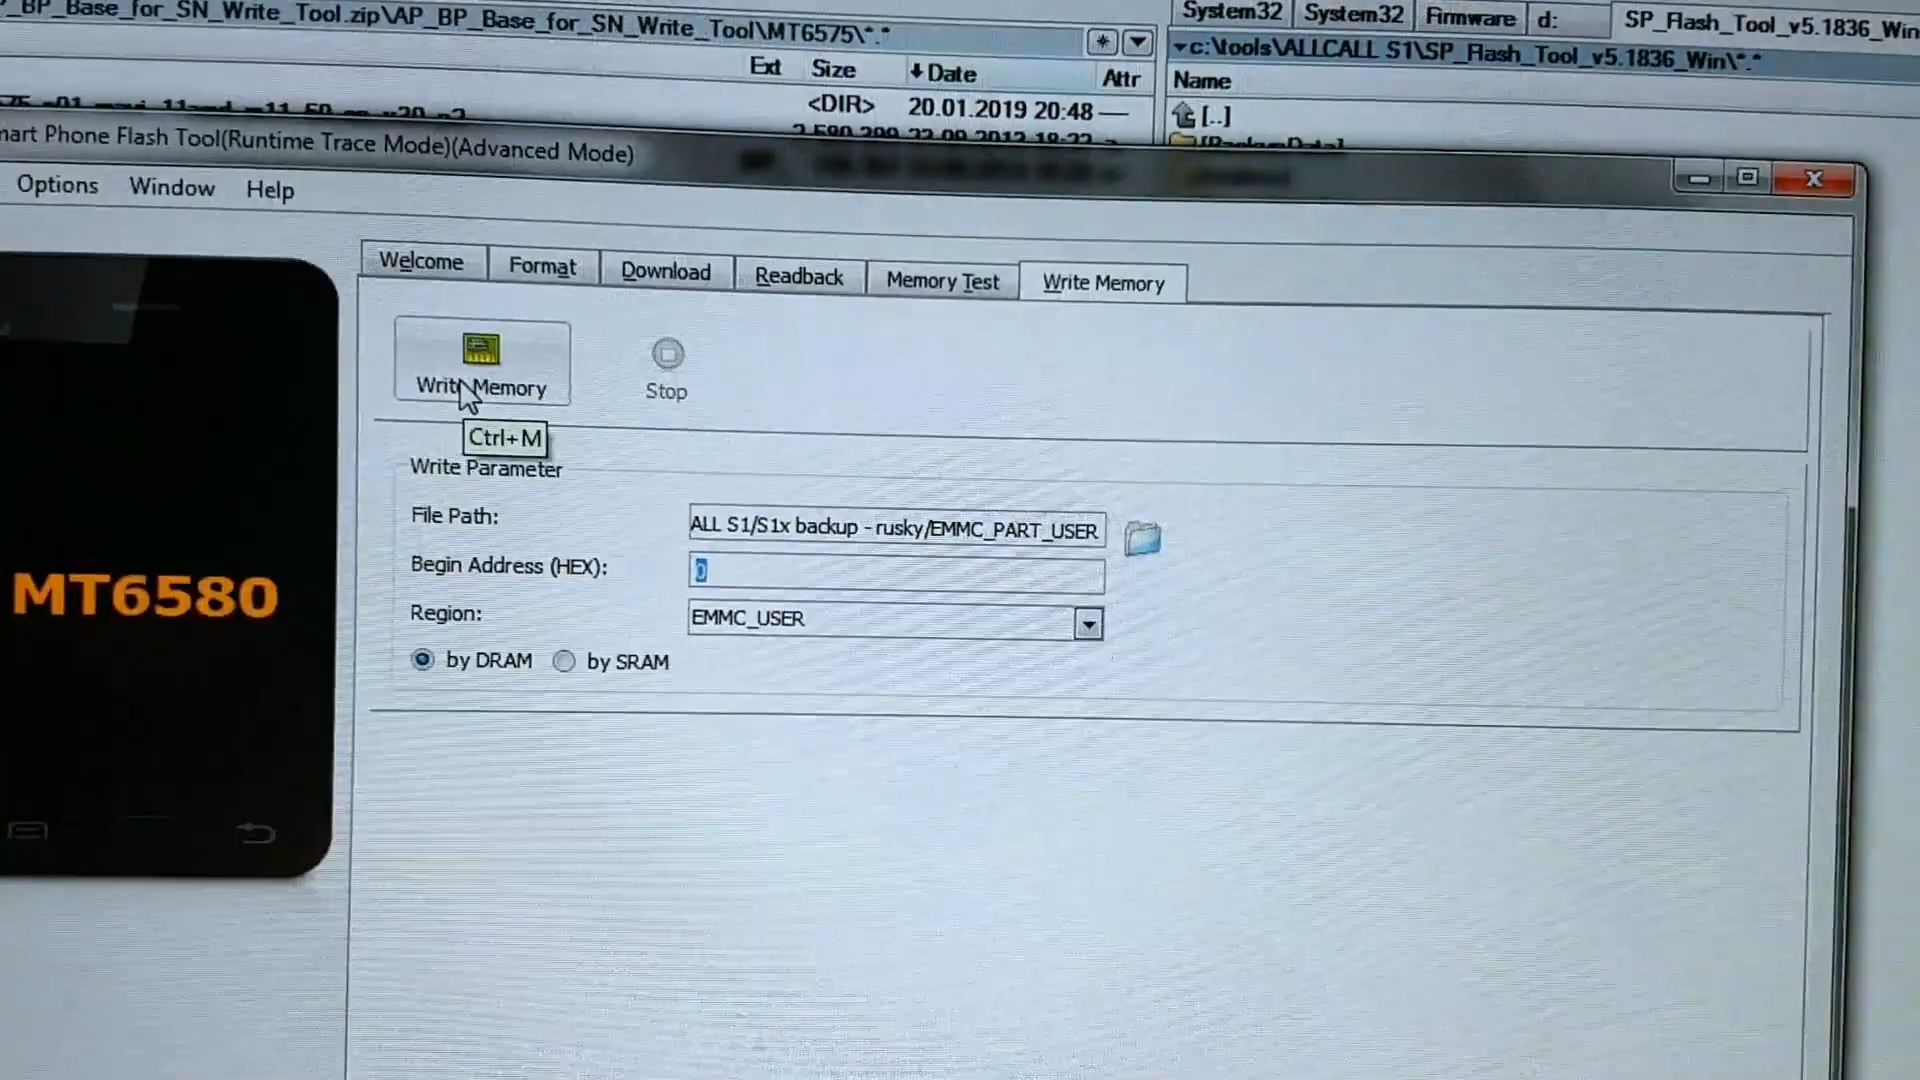 _BP_Base_for_SN_Write_Tool.zip\AP_BP_Base_for_SN_Write_Tool\MT6575\*.*
Ext Size Date Attr
<DIR> 20.01.2019 20:48
System32 System32 Firmware d: SP_Flash_Tool_v5.1836_Win
c:\tools\ALLCALL S1\SP_Flash_Tool_v5.1836_Win\*.*
Name
[..]
mart Phone Flash Tool(Runtime Trace Mode)(Advanced Mode)
Options Window Help
Welcome Format Download Readback Memory Test Write Memory
Write Memory Stop
Ctrl+M
Write Parameter
File Path: ALL S1/S1x backup - rusky/EMMC_PART_USER
Begin Address (HEX): 0
Region: EMMC_USER
by DRAM by SRAM
MT6580